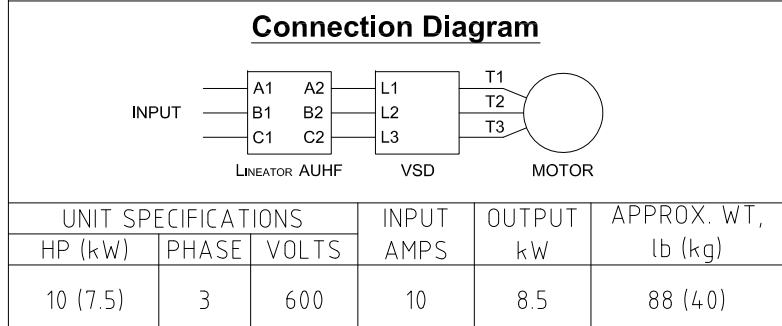 Connection Diagram
T1
A1 A2 L1
T2
INPUT B1 B2 L2
T3
C1 C2 L3
LINEATOR AUHF VSD MOTOR
UNIT SPECIFICATIONS INPUT OUTPUT APPROX. WT,
HP (kW) PHASE VOLTS AMPS kW lb (kg)
10 (7.5) 3 600 10 8.5 88 (40)